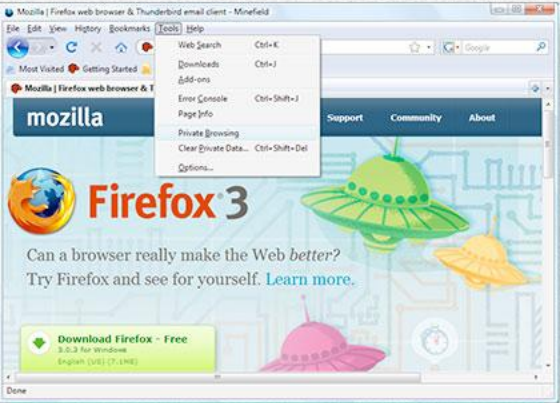 Mozilla | Firefox web browser & Thunderbird email client - Minefield
File Edit View History Bookmarks Tools Help
Google
Most Visited Getting Started
Mozilla | Firefox web browser & T
Web Search Ctrl+K
Downloads Ctrl+J
Add-ons
Error Console Ctrl+Shift+J
Page Info
Private Browsing
Clear Private Data... Ctrl+Shift+Del
Options...
mozilla Support Community About
Firefox 3
Can a browser really make the Web better?
Try Firefox and see for yourself. Learn more.
Download Firefox - Free
3.0.3 for Windows
English (US) (7.1MB)
Done